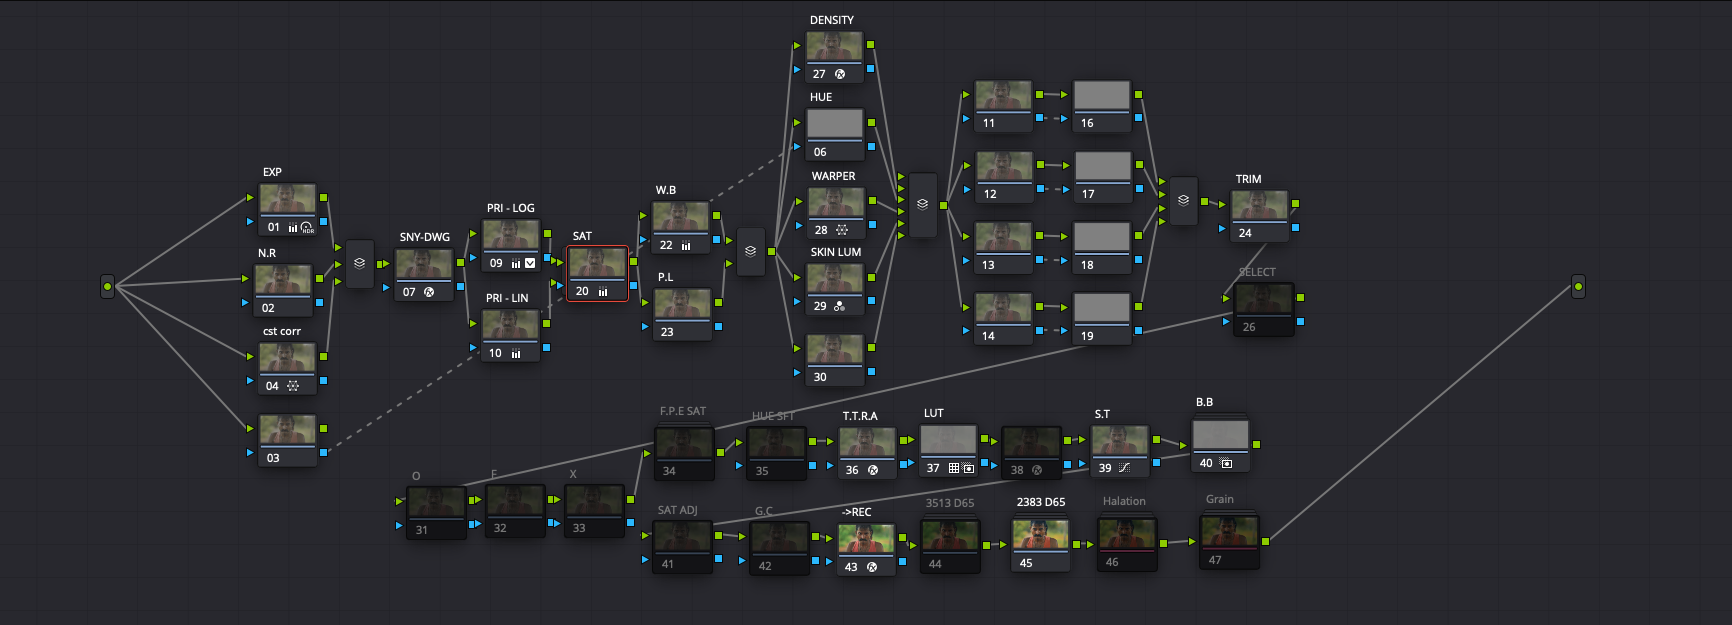 DENSITY
27
HUE
06
WARPER
28
SKIN LUM
29
30
EXP
01 HDR
N.R
02
cst corr
04
03
SNY-DWG
07
PRI - LOG
09
PRI - LIN
10
SAT
20
W.B
22
P.L
23
11
16
12
17
13
18
14
19
TRIM
24
SELECT
26
O
31
F
32
X
33
F.P.E SAT
34
HUE SFT
35
T.T.R.A
36
LUT
37
38
S.T
39
B.B
40
SAT ADJ
41
G.C
42
->REC
43
3513 D65
44
2383 D65
45
Halation
46
Grain
47